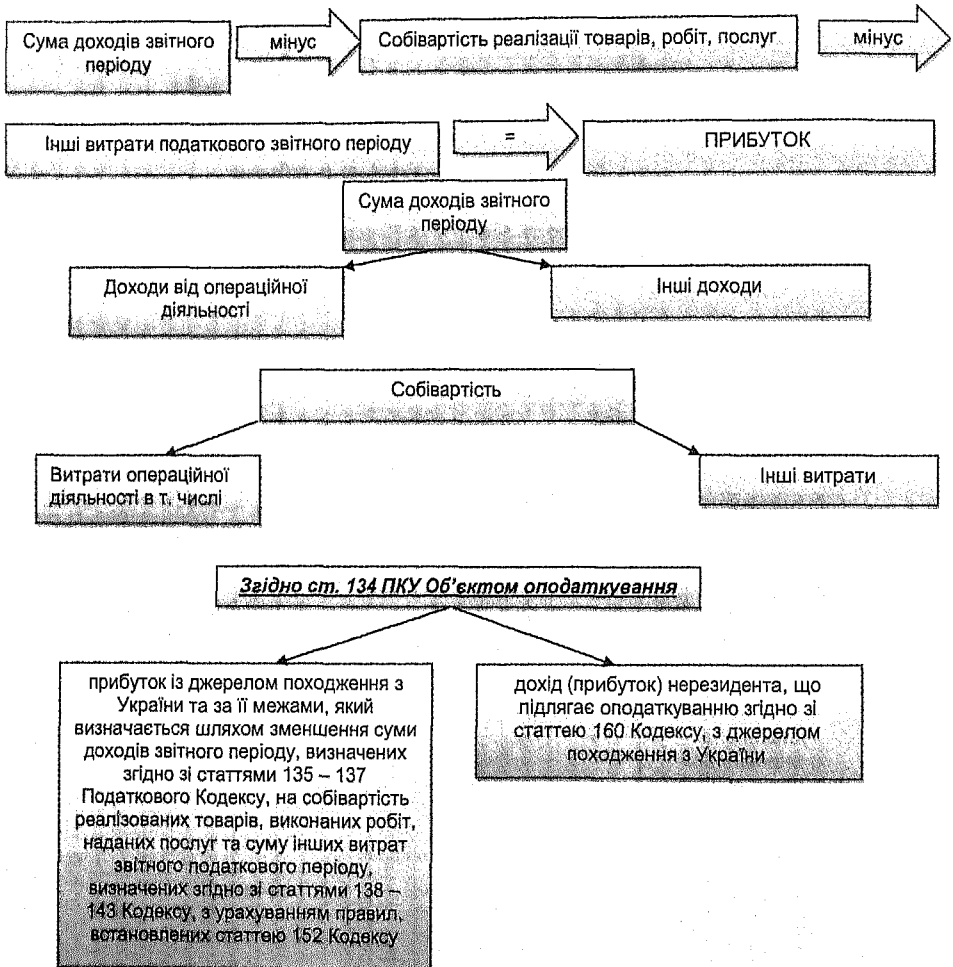 Сума доходів звітного
періоду
мінус
Собівартість реалізації товарів, робіт, послуг
мінус
Інші витрати податкового звітного періоду
=
ПРИБУТОК
Сума доходів звітного
періоду
Доходи від операційної
діяльності
Інші доходи
Собівартість
Витрати операційної
діяльності в т. числі
Інші витрати
Згідно ст. 134 ПКУ Об'єктом оподаткування
прибуток із джерелом походження з
України та за її межами, який
визначається шляхом зменшення суми
доходів звітного періоду, визначених
згідно зі статтями 135 – 137
Податкового Кодексу, на собівартість
реалізованих товарів, виконаних робіт,
наданих послуг та суму інших витрат
звітного податкового періоду,
визначених згідно зі статтями 138 –
143 Кодексу, з урахуванням правил,
встановлених статтею 152 Кодексу
дохід (прибуток) нерезидента, що
підлягає оподаткуванню згідно зі
статтею 160 Кодексу, з джерелом
походження з України